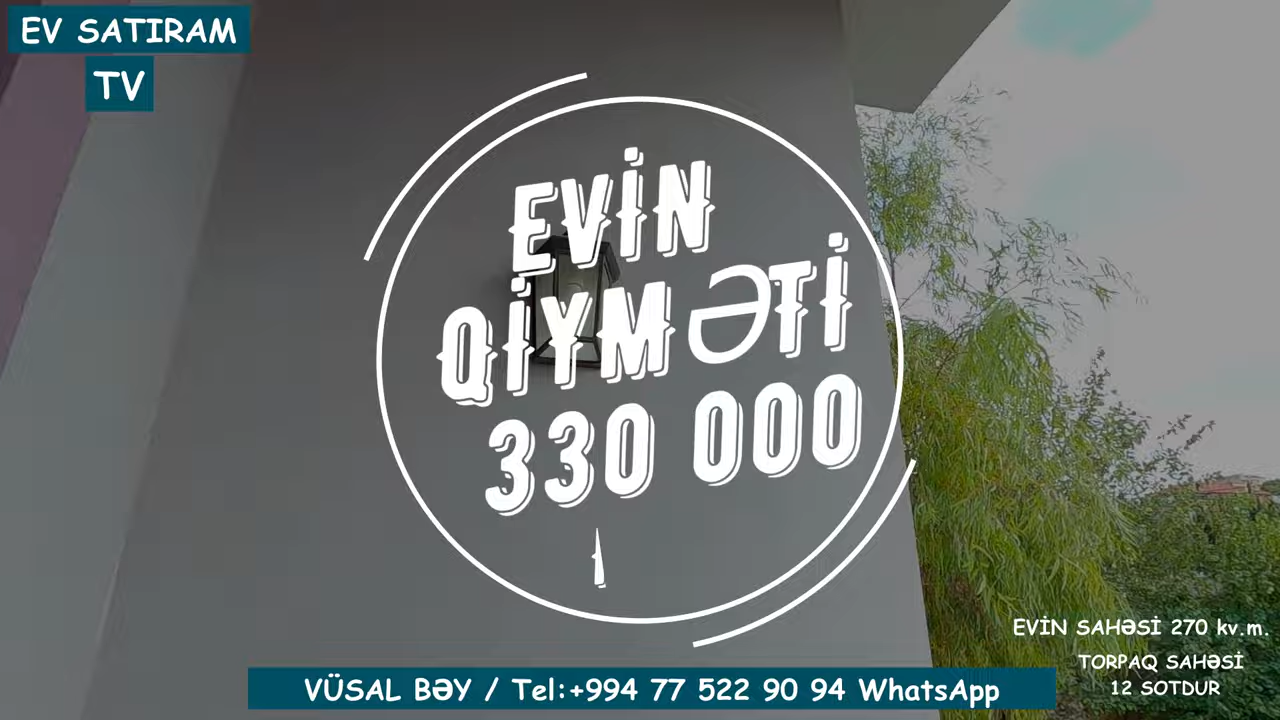 EV SATIRAM
TV
EVİN
QİYMƏTİ
330 000
EVİN SAHƏSİ 270 kv.m.
TORPAQ SAHƏSİ
12 SOTDUR
VÜSAL BƏY / Tel:+994 77 522 90 94 WhatsApp